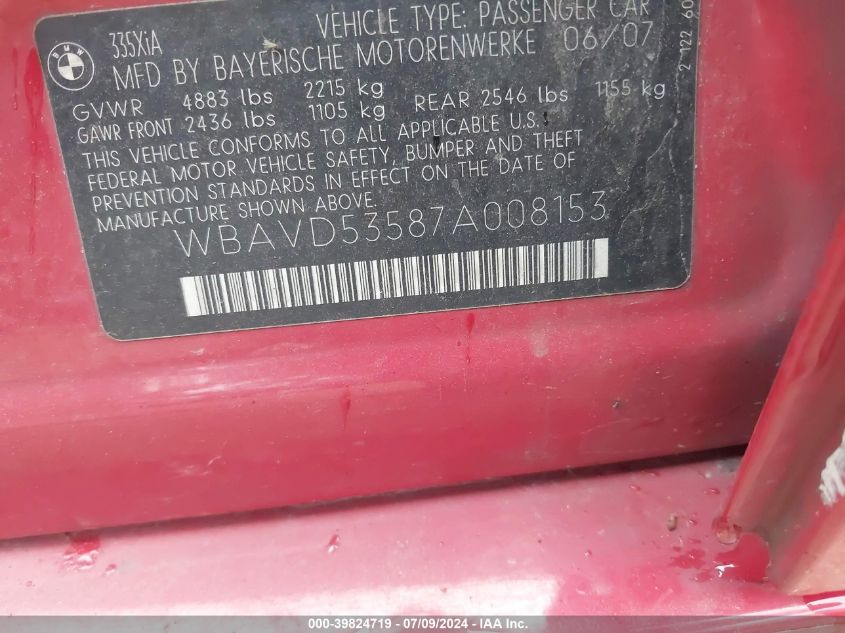 BMW
335XiA
VEHICLE TYPE: PASSENGER CAR
MFD BY BAYERISCHE MOTORENWERKE 06/07
GVWR 4883 lbs 2215 kg
GAWR FRONT 2436 lbs 1105 kg REAR 2546 lbs 1155 kg
THIS VEHICLE CONFORMS TO ALL APPLICABLE U.S.
FEDERAL MOTOR VEHICLE SAFETY, BUMPER AND THEFT
PREVENTION STANDARDS IN EFFECT ON THE DATE OF
MANUFACTURE SHOWN ABOVE.
WBAVD53587A008153
000-39824719 / 07/09/2024 - IAA Inc.